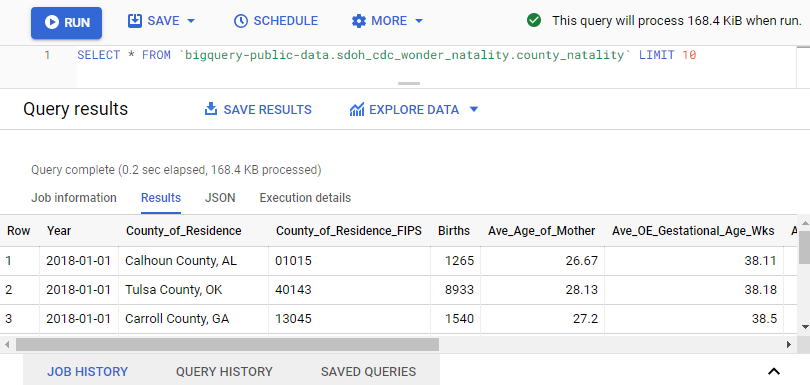 RUN SAVE SCHEDULE MORE This query will process 168.4 KiB when run.
1 SELECT * FROM `bigquery-public-data.sdoh_cdc_wonder_natality.county_natality` LIMIT 10
Query results SAVE RESULTS EXPLORE DATA
Query complete (0.2 sec elapsed, 168.4 KB processed)
Job information Results JSON Execution details
Row Year County_of_Residence County_of_Residence_FIPS Births Ave_Age_of_Mother Ave_OE_Gestational_Age_Wks
1 2018-01-01 Calhoun County, AL 01015 1265 26.67 38.11
2 2018-01-01 Tulsa County, OK 40143 8933 28.13 38.18
3 2018-01-01 Carroll County, GA 13045 1540 27.2 38.5
JOB HISTORY QUERY HISTORY SAVED QUERIES